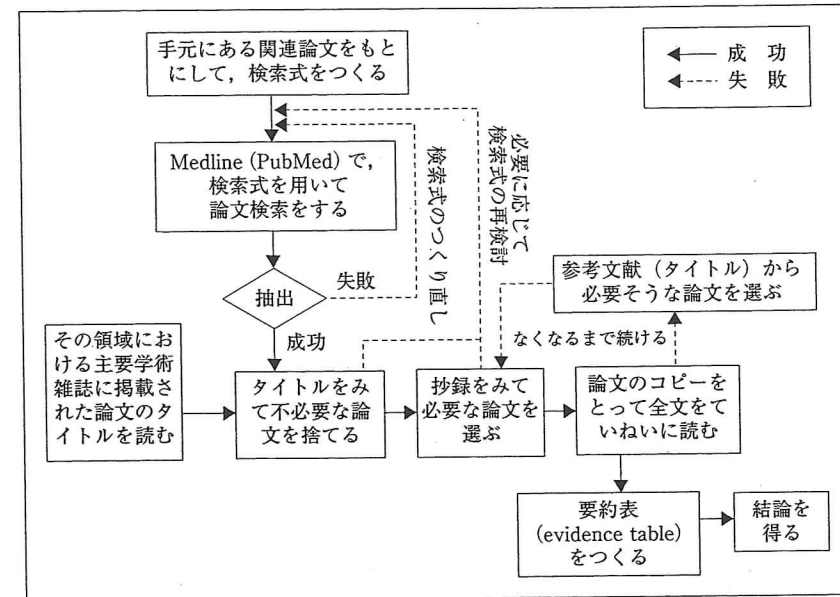 手元にある関連論文をもと
にして，検索式をつくる
成　功
失　敗
Medline (PubMed) で，
検索式を用いて
論文検索をする
検索式のつくり直し
必要に応じて
検索式の再検討
抽出
失敗
成功
参考文献（タイトル）から
必要そうな論文を選ぶ
なくなるまで続ける
その領域にお
ける主要学術
雑誌に掲載さ
れた論文のタ
イトルを読む
タイトルをみ
て不必要な論
文を捨てる
抄録をみて
必要な論文を
選ぶ
論文のコピーを
とって全文をて
いねいに読む
要約表
(evidence table)
をつくる
結論を
得る